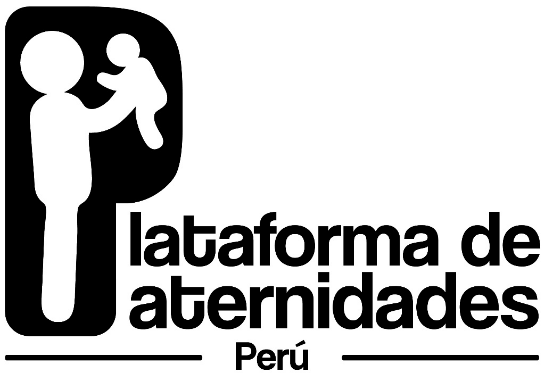 Plataforma de
Paternidades
Perú